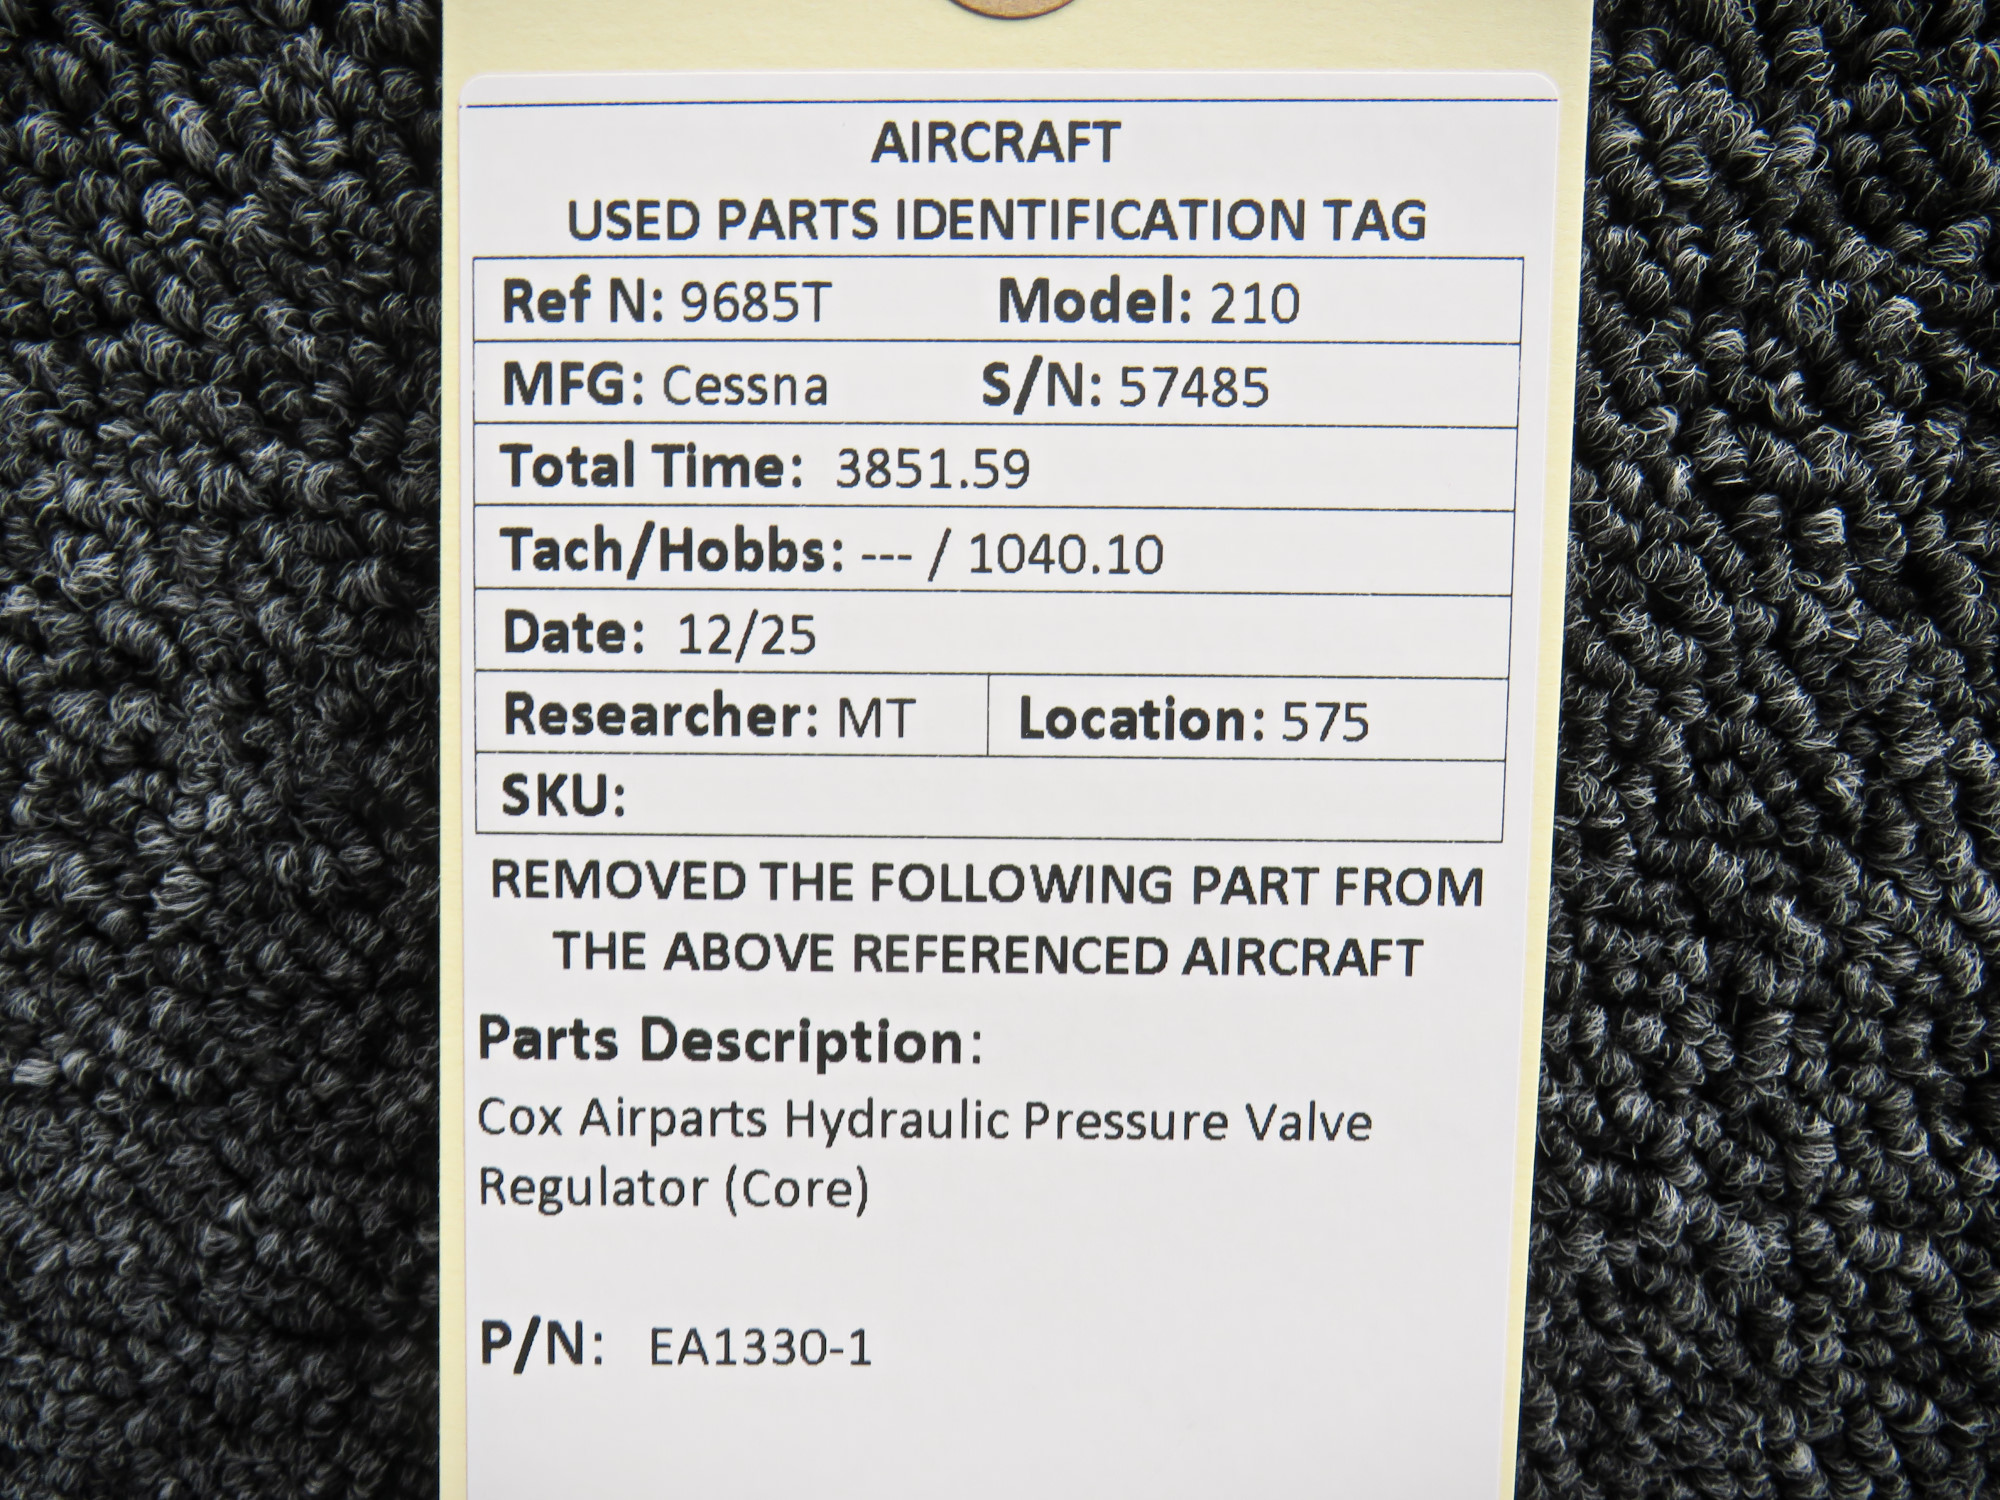 AIRCRAFT
USED PARTS IDENTIFICATION TAG
Ref N: 9685T Model: 210
MFG: Cessna S/N: 57485
Total Time: 3851.59
Tach/Hobbs: --- / 1040.10
Date: 12/25
Researcher: MT Location: 575
SKU:
REMOVED THE FOLLOWING PART FROM
THE ABOVE REFERENCED AIRCRAFT
Parts Description:
Cox Airparts Hydraulic Pressure Valve
Regulator (Core)
P/N: EA1330-1